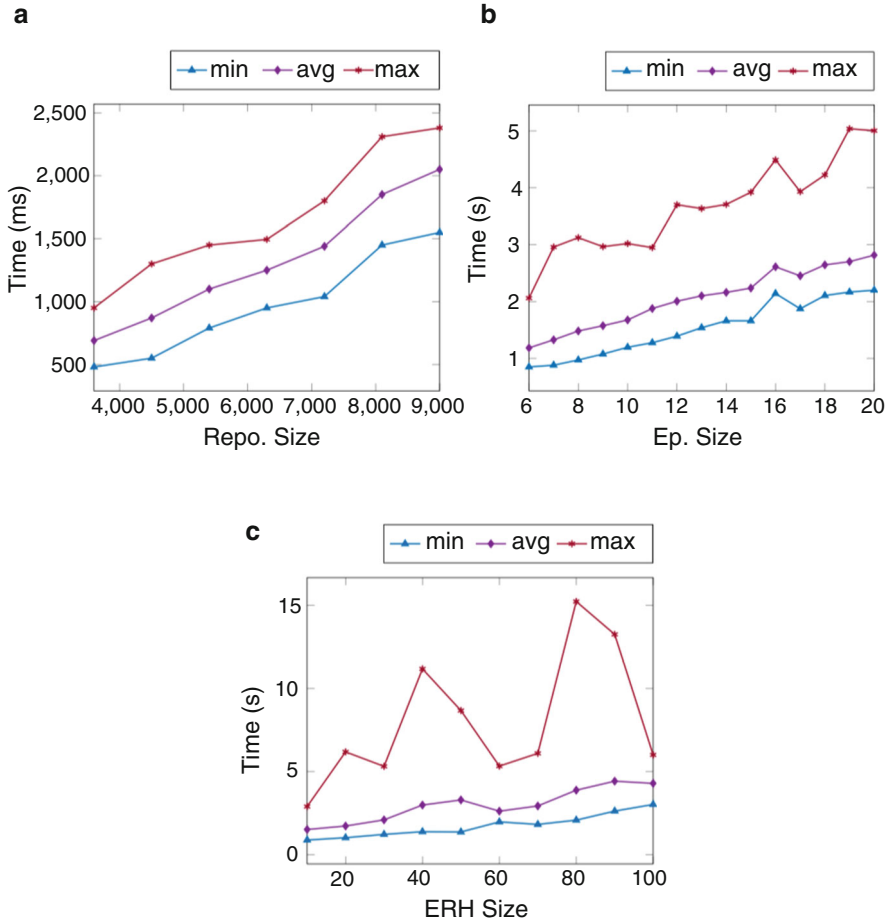 a
min avg max
2,500
2,000
1,500
1,000
500
Time (ms)
4,000 5,000 6,000 7,000 8,000 9,000
Repo. Size
b
min avg max
5
4
3
2
1
Time (s)
6 8 10 12 14 16 18 20
Ep. Size
c
min avg max
15
10
5
0
Time (s)
20 40 60 80 100
ERH Size